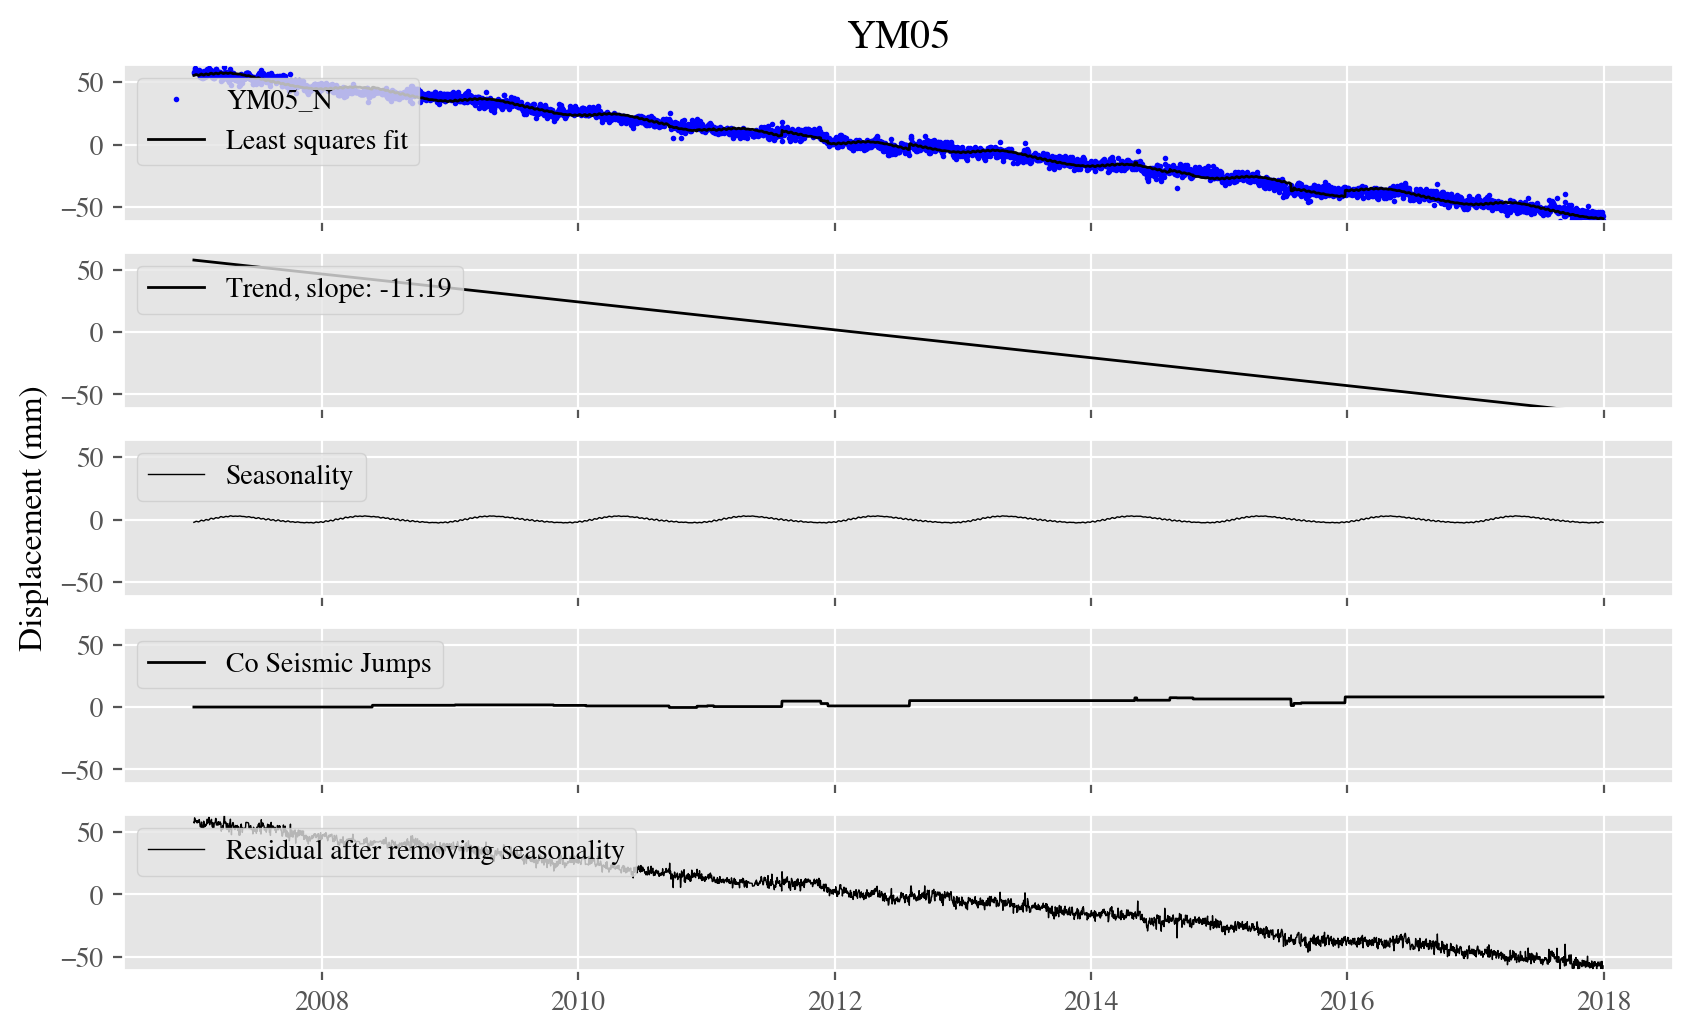 YM05
50
0
−50
YM05_N
Least squares fit
50
0
−50
Trend, slope: -11.19
50
0
−50
Seasonality
50
0
−50
Co Seismic Jumps
50
0
−50
Residual after removing seasonality
2008 2010 2012 2014 2016 2018
Displacement (mm)